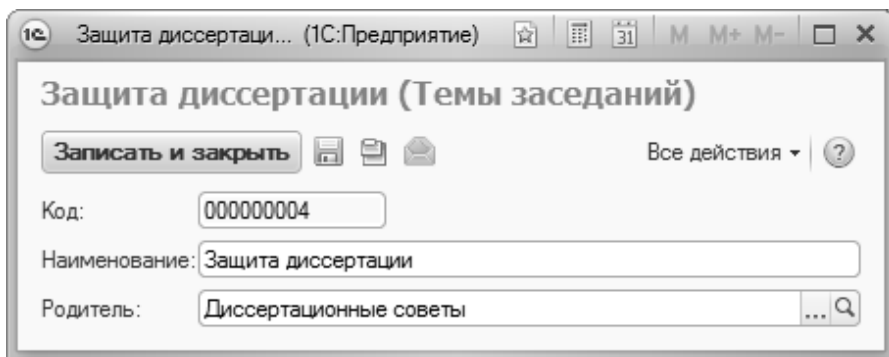 1С Защита диссертаци... (1С:Предприятие) 31 M M+ M-
Защита диссертации (Темы заседаний)
Записать и закрыть Все действия ?
Код: 000000004
Наименование: Защита диссертации
Родитель: Диссертационные советы ...